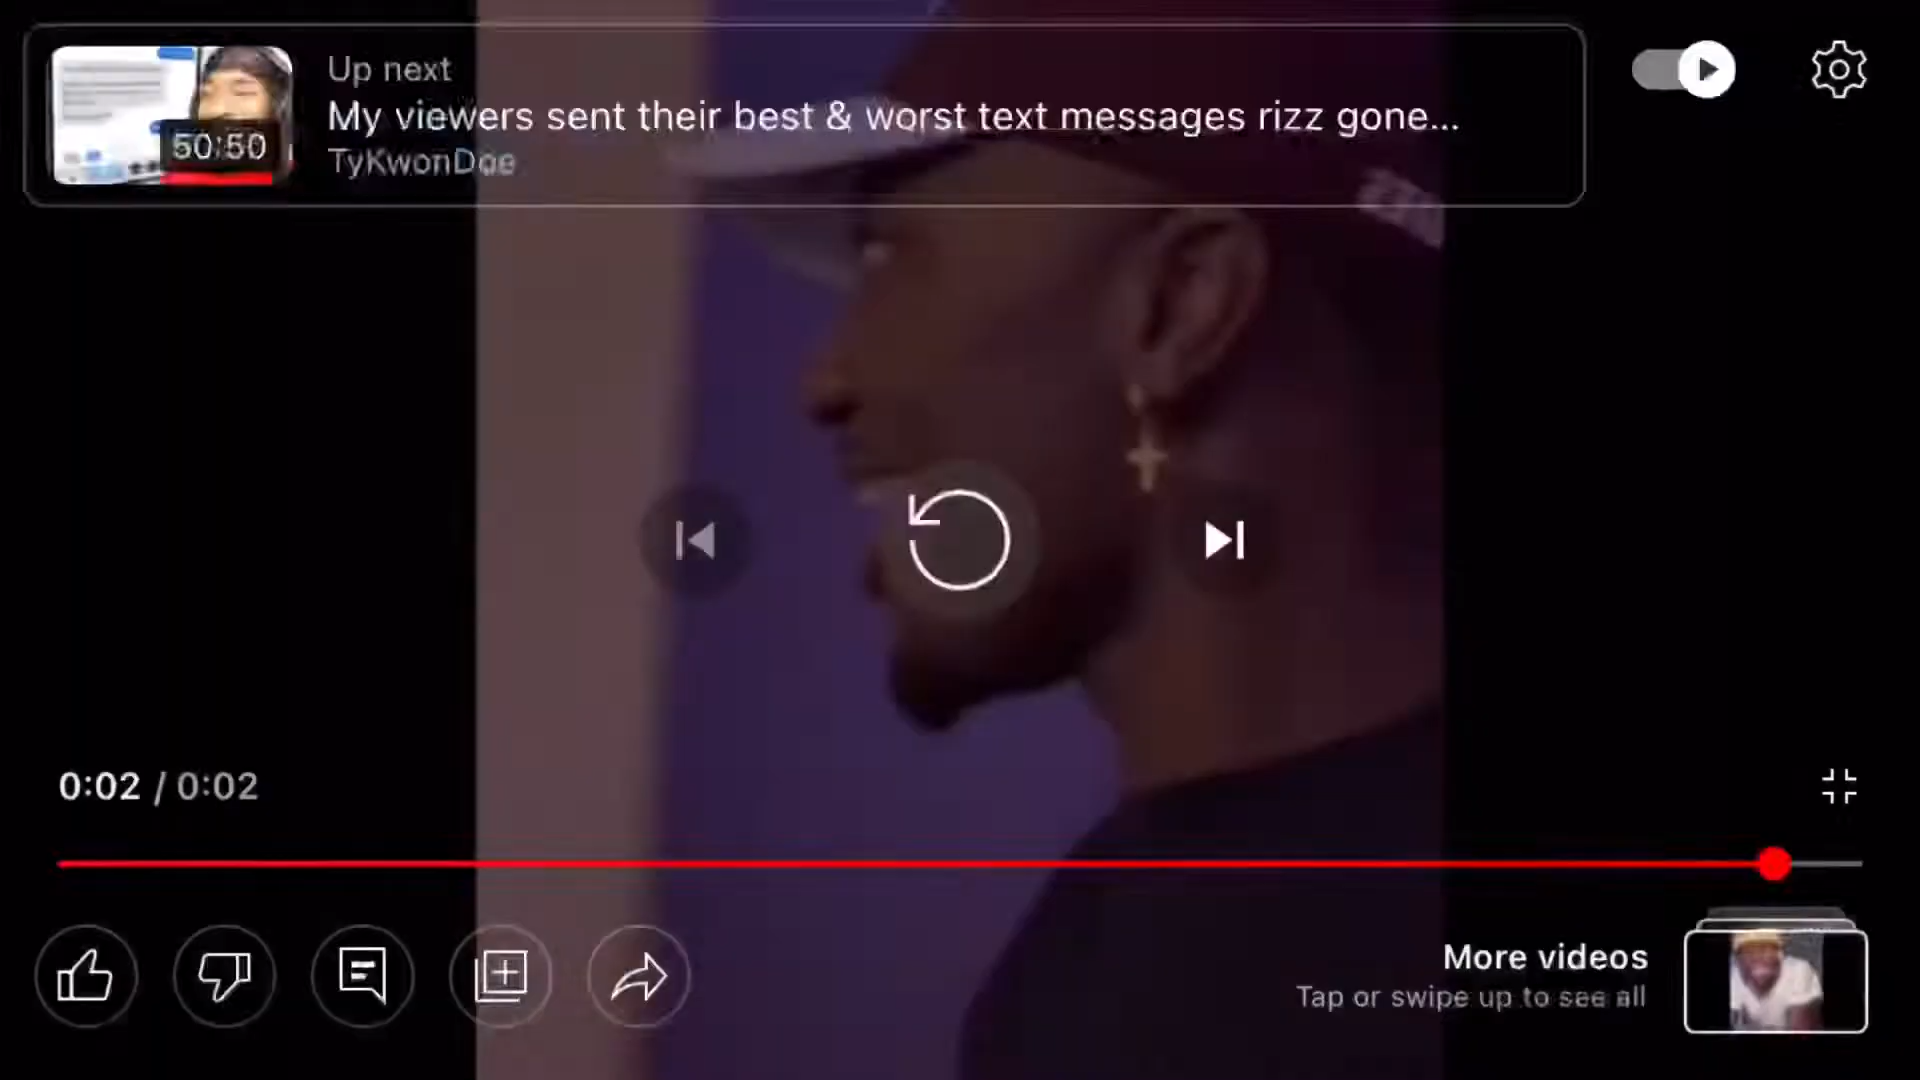 Up next
My viewers sent their best & worst text messages rizz gone...
TyKwonDoe
50:50
0:02 / 0:02
More videos
Tap or swipe up to see all